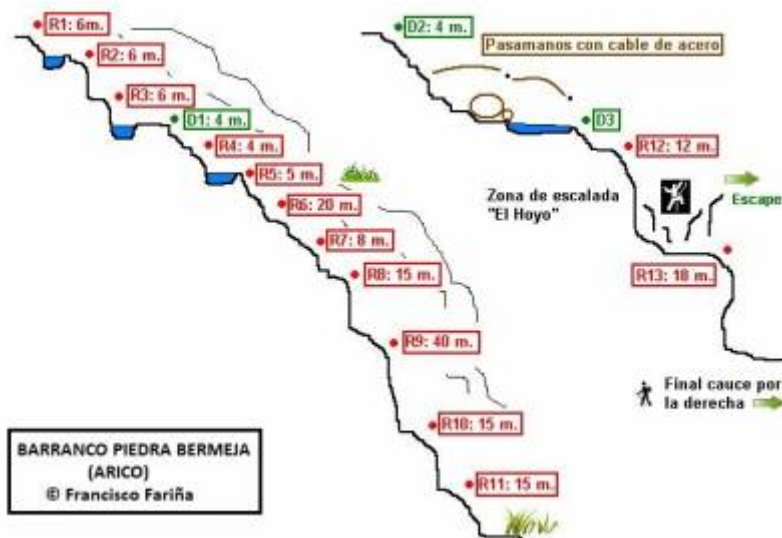 R1: 6m.
R2: 6 m.
R3: 6 m.
D1: 4 m.
R4: 4 m.
R5: 5 m.
R6: 20 m.
R7: 8 m.
R8: 15 m.
R9: 40 m.
R10: 15 m.
R11: 15 m.
BARRANCO PIEDRA BERMEJA
(ARICO)
© Francisco Fariña
D2: 4 m.
Pasamanos con cable de acero
D3
R12: 12 m.
Zona de escalada
"El Hoyo"
Escape
R13: 18 m.
Final cauce por
la derecha